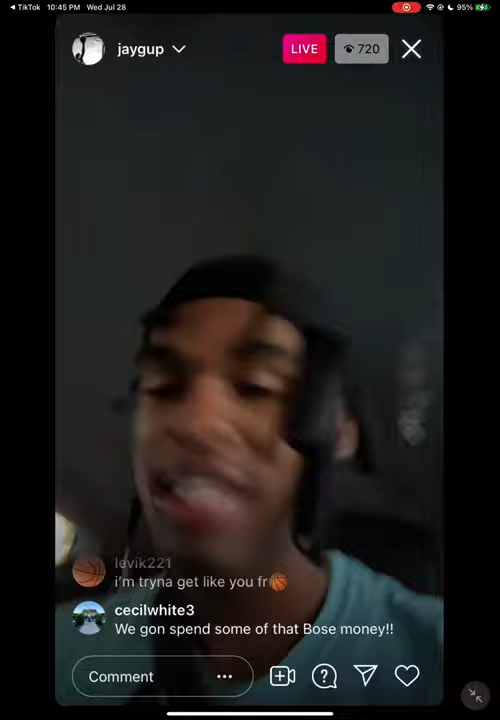 TikTok 10:45 PM Wed Jul 28 95%
jaygup LIVE 720
levik221
i'm tryna get like you fr
cecilwhite3
We gon spend some of that Bose money!!
Comment